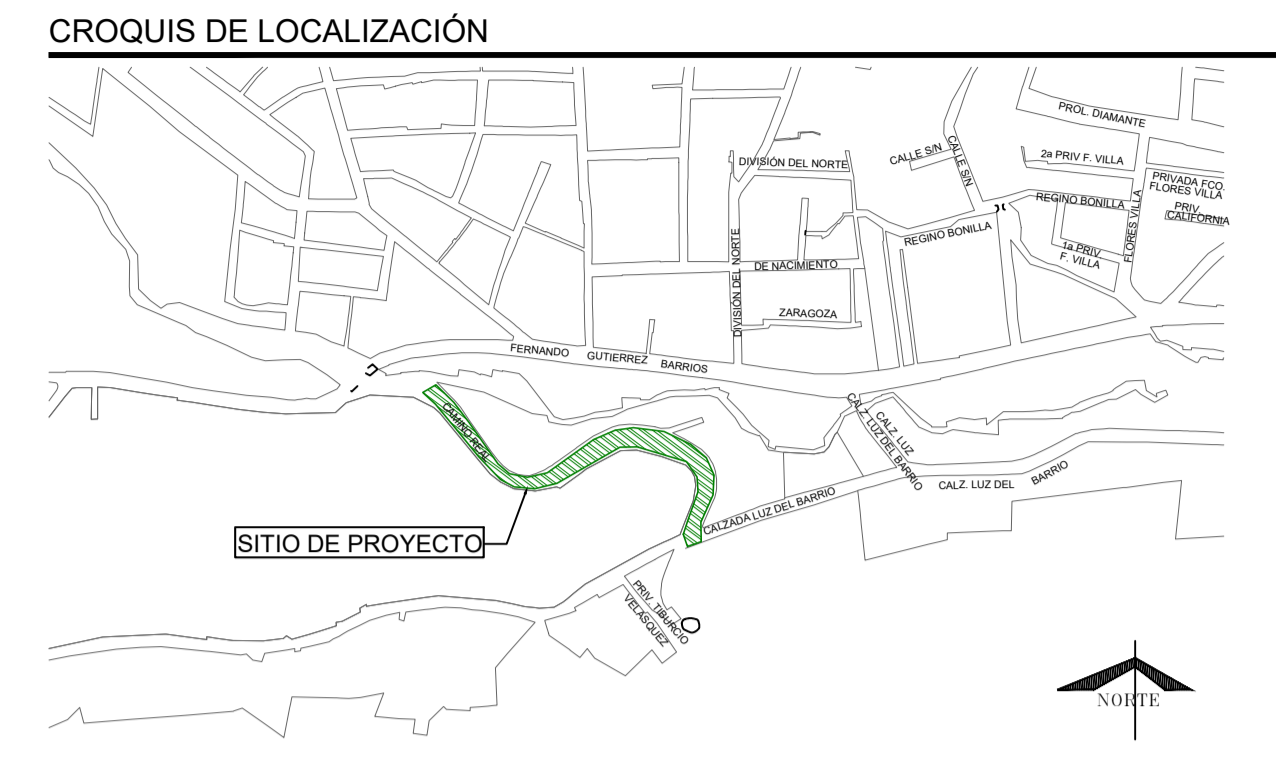 CROQUIS DE LOCALIZACIÓN
PROL. DIAMANTE
CALLE S/N
CALLE S/N
2a PRIV F. VILLA
DIVISIÓN DEL NORTE
PRIVADA FCO.
FLORES VILLA
REGINO BONILLA
PRIV.
CALIFORNIA
FLORES VILLA
REGINO BONILLA
1a PRIV.
F. VILLA
DIVISIÓN DEL NORTE
DE NACIMIENTO
ZARAGOZA
FERNANDO GUTIERREZ BARRIOS
CAMINO REAL
CALZ. LUZ DEL BARRIO
CALZ. LUZ
CALZ. LUZ DEL BARRIO
CALZADA LUZ DEL BARRIO
SITIO DE PROYECTO
PRIV. TIBURCIO
VELASQUEZ
NORTE